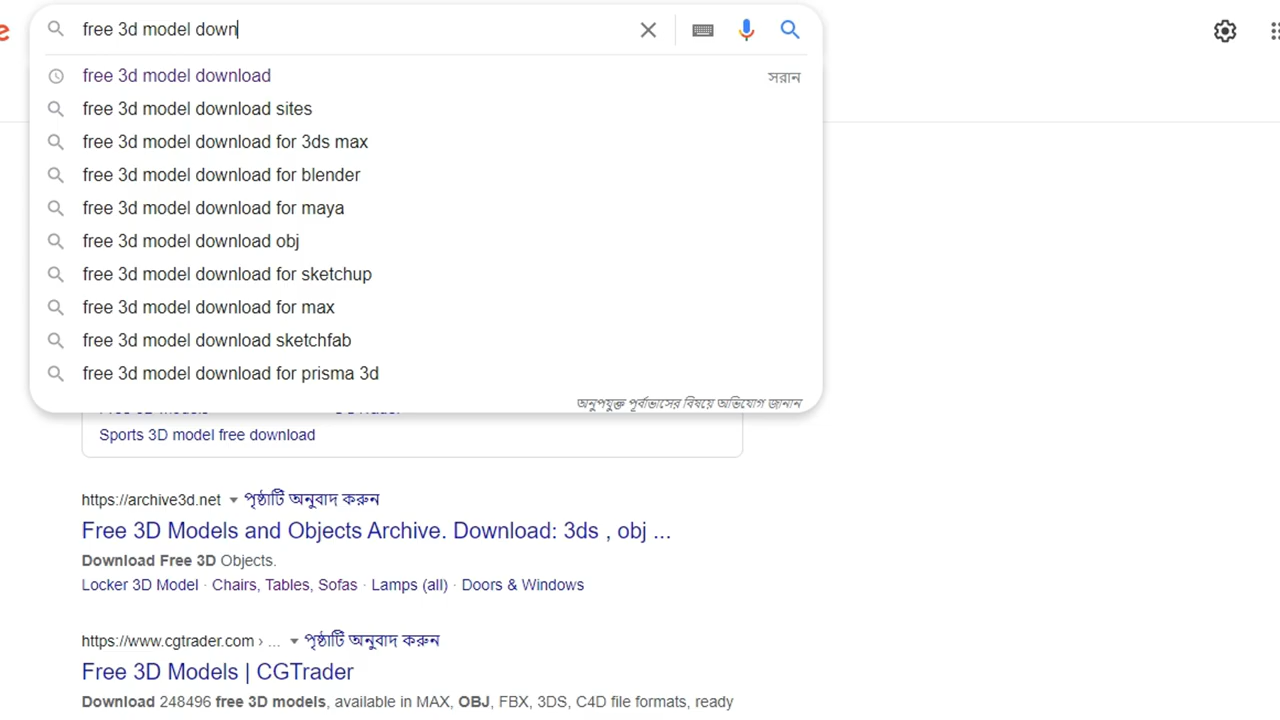 free 3d model down
free 3d model download সরান
free 3d model download sites
free 3d model download for 3ds max
free 3d model download for blender
free 3d model download for maya
free 3d model download obj
free 3d model download for sketchup
free 3d model download for max
free 3d model download sketchfab
free 3d model download for prisma 3d
অনুপযুক্ত পূর্বাভাসের বিষয়ে অভিযোগ জানান
Sports 3D model free download
https://archive3d.net পৃষ্ঠাটি অনুবাদ করুন
Free 3D Models and Objects Archive. Download: 3ds , obj ...
Download Free 3D Objects.
Locker 3D Model · Chairs, Tables, Sofas · Lamps (all) · Doors & Windows
https://www.cgtrader.com › ... পৃষ্ঠাটি অনুবাদ করুন
Free 3D Models | CGTrader
Download 248496 free 3D models, available in MAX, OBJ, FBX, 3DS, C4D file formats, ready